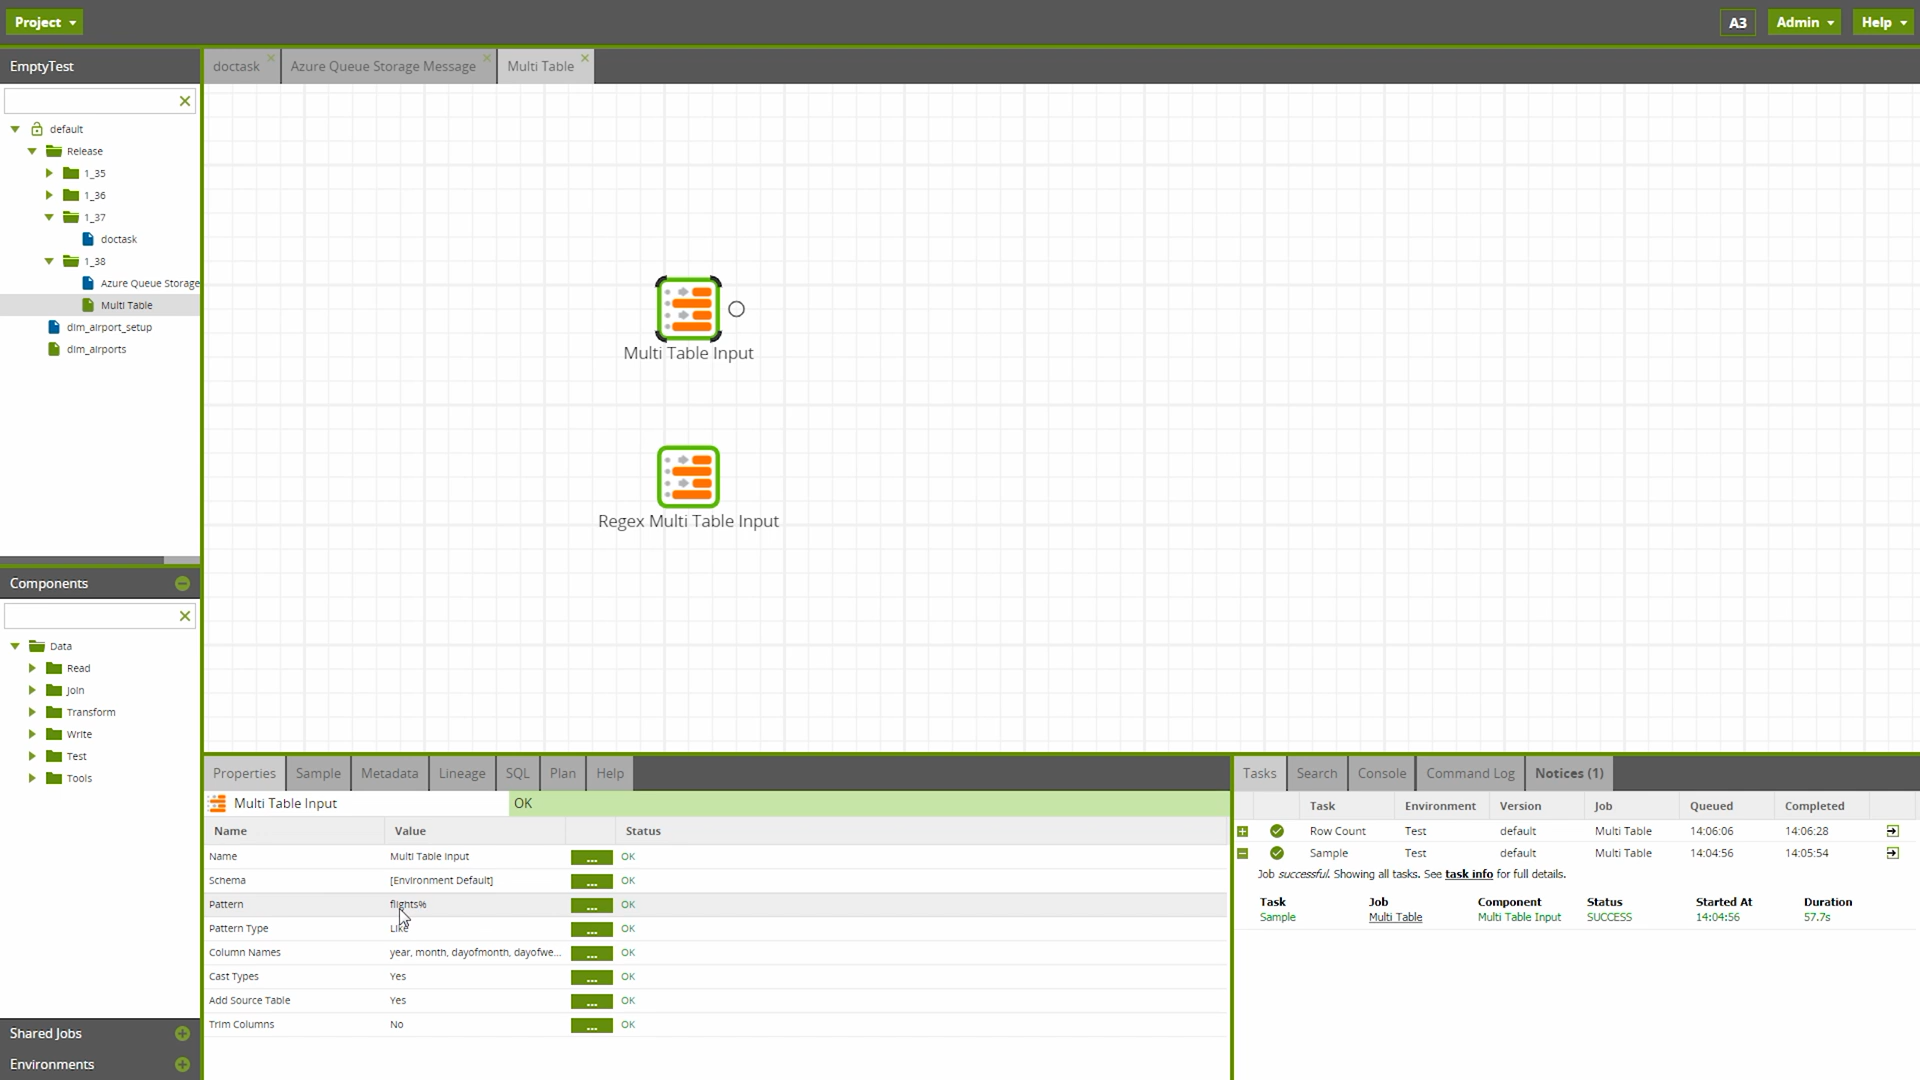 Project
A3
Admin
Help
EmptyTest
doctask
Azure Queue Storage Message
Multi Table
default
Release
1_35
1_36
1_37
doctask
1_38
Azure Queue Storage
Multi Table
dim_airport_setup
dim_airports
Multi Table Input
Regex Multi Table Input
Components
Data
Read
Join
Transform
Write
Test
Tools
Shared Jobs
Environments
Properties
Sample
Metadata
Lineage
SQL
Plan
Help
Multi Table Input
OK
Name Value Status
Name Multi Table Input ... OK
Schema [Environment Default] ... OK
Pattern flights% ... OK
Pattern Type Like ... OK
Column Names year, month, dayofmonth, dayofwe... ... OK
Cast Types Yes ... OK
Add Source Table Yes ... OK
Trim Columns No ... OK
Tasks
Search
Console
Command Log
Notices (1)
Task Environment Version Job Queued Completed
Row Count Test default Multi Table 14:06:06 14:06:28
Sample Test default Multi Table 14:04:56 14:05:54
Job successful. Showing all tasks. See task info for full details.
Task Job Component Status Started At Duration
Sample Multi Table Multi Table Input SUCCESS 14:04:56 57.7s